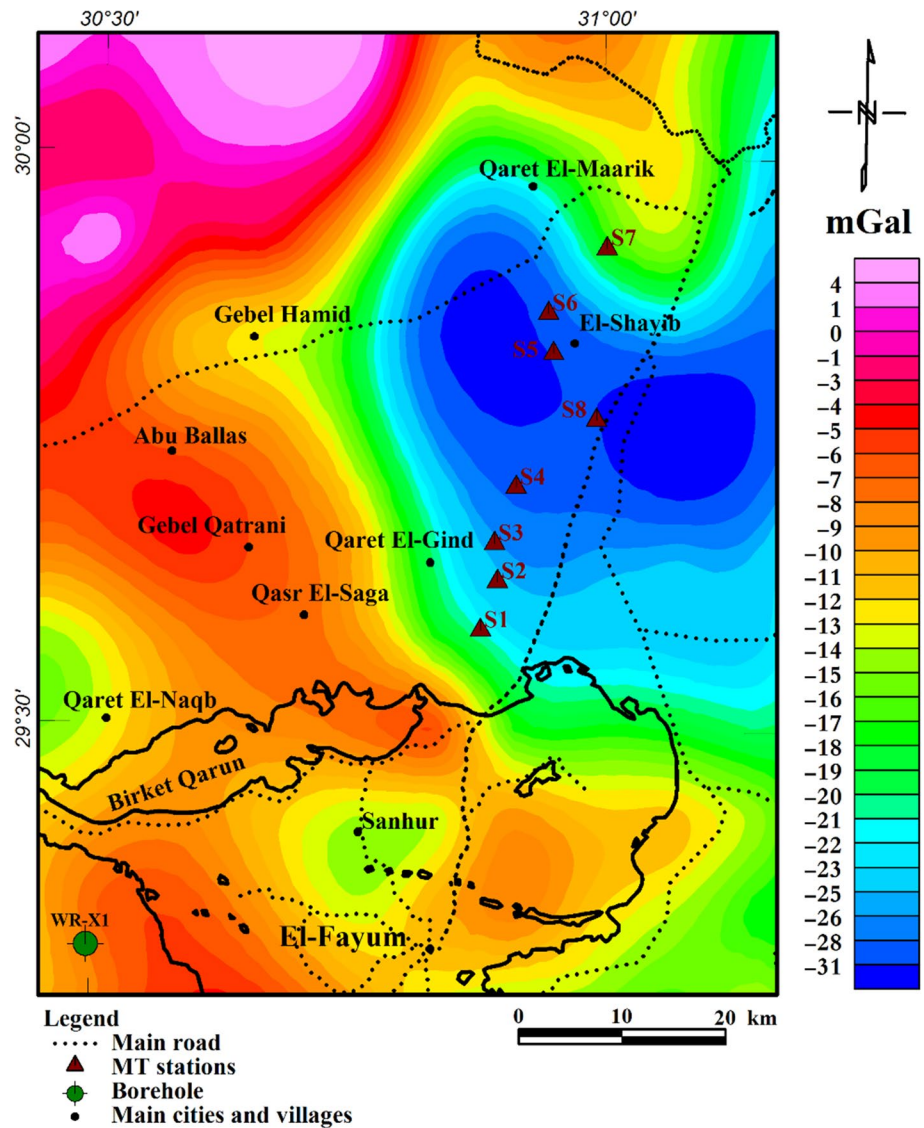 30°30'
31°00'
30°00'
N
Qaret El-Maarik
mGal
S7
4
1
S6
Gebel Hamid
El-Shayib
0
S5
−1
−3
−4
S8
Abu Ballas
−5
−6
S4
−7
−9
Gebel Qatrani
Qaret El-Gind
S3
−10
S2
−11
Qasr El-Saga
−12
S1
−13
−14
−15
29°30'
Qaret El-Naqb
−16
−17
−18
Birket Qarun
−19
−20
Sanhur
−21
−23
−25
WR-X1
El-Fayum
−26
−28
−31
Legend
0 10 20 km
Main road
MT stations
Borehole
Main cities and villages